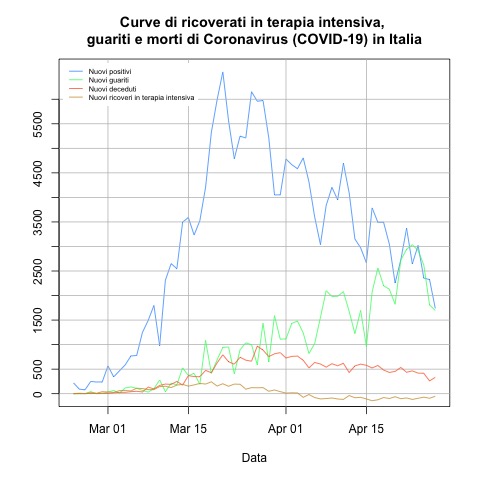 Curve di ricoverati in terapia intensiva,
guariti e morti di Coronavirus (COVID-19) in Italia
Nuovi positivi
Nuovi guariti
Nuovi deceduti
Nuovi ricoveri in terapia intensiva
5500
4500
3500
2500
1500
500
0
Mar 01 Mar 15 Apr 01 Apr 15
Data